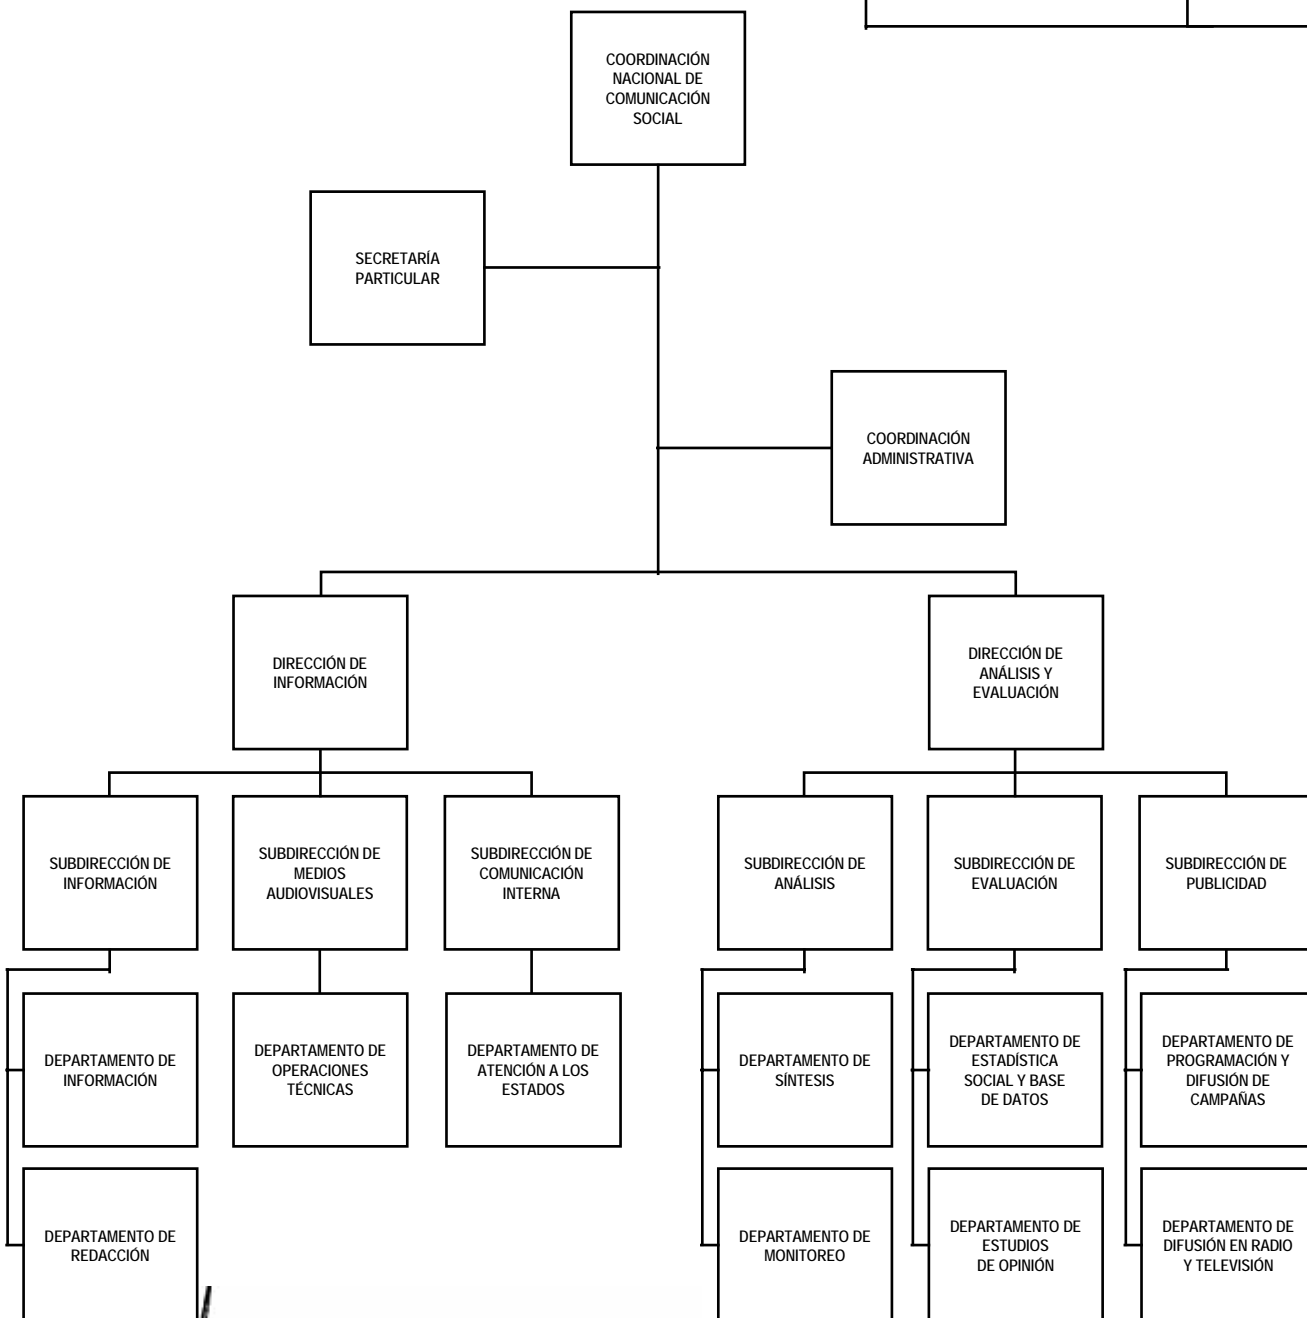 COORDINACIÓN
NACIONAL DE
COMUNICACIÓN
SOCIAL
SECRETARÍA
PARTICULAR
COORDINACIÓN
ADMINISTRATIVA
DIRECCIÓN DE
INFORMACIÓN
DIRECCIÓN DE
ANÁLISIS Y
EVALUACIÓN
SUBDIRECCIÓN DE
INFORMACIÓN
SUBDIRECCIÓN DE
MEDIOS
AUDIOVISUALES
SUBDIRECCIÓN DE
COMUNICACIÓN
INTERNA
SUBDIRECCIÓN DE
ANÁLISIS
SUBDIRECCIÓN DE
EVALUACIÓN
SUBDIRECCIÓN DE
PUBLICIDAD
DEPARTAMENTO DE
INFORMACIÓN
DEPARTAMENTO DE
OPERACIONES
TÉCNICAS
DEPARTAMENTO DE
ATENCIÓN A LOS
ESTADOS
DEPARTAMENTO DE
SÍNTESIS
DEPARTAMENTO DE
ESTADÍSTICA
SOCIAL Y BASE
DE DATOS
DEPARTAMENTO DE
PROGRAMACIÓN Y
DIFUSIÓN DE
CAMPAÑAS
DEPARTAMENTO DE
REDACCIÓN
DEPARTAMENTO DE
MONITOREO
DEPARTAMENTO DE
ESTUDIOS
DE OPINIÓN
DEPARTAMENTO DE
DIFUSIÓN EN RADIO
Y TELEVISIÓN